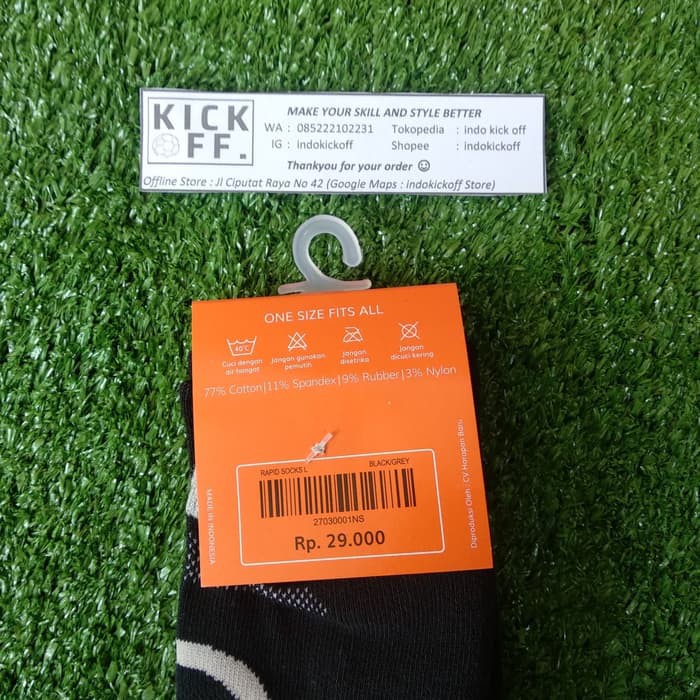 KICK
OFF.
MAKE YOUR SKILL AND STYLE BETTER
WA : 085222102231 Tokopedia : indo kick off
IG : indokickoff Shopee : indokickoff
Thankyou for your order ☺
Offline Store : Jl Ciputat Raya No 42 (Google Maps : indokickoff Store)
ONE SIZE FITS ALL
40°C
Cuci dengan
air hangat
Jangan gunakan
pemutih
Jangan
disetrika
Jangan
dicuci kering
77% Cotton|11% Spandex|9% Rubber|3% Nylon
RAPID SOCKS L BLACK/GREY
27030001NS
Rp. 29.000
MADE IN INDONESIA
Diproduksi Oleh : CV Harapan Baru